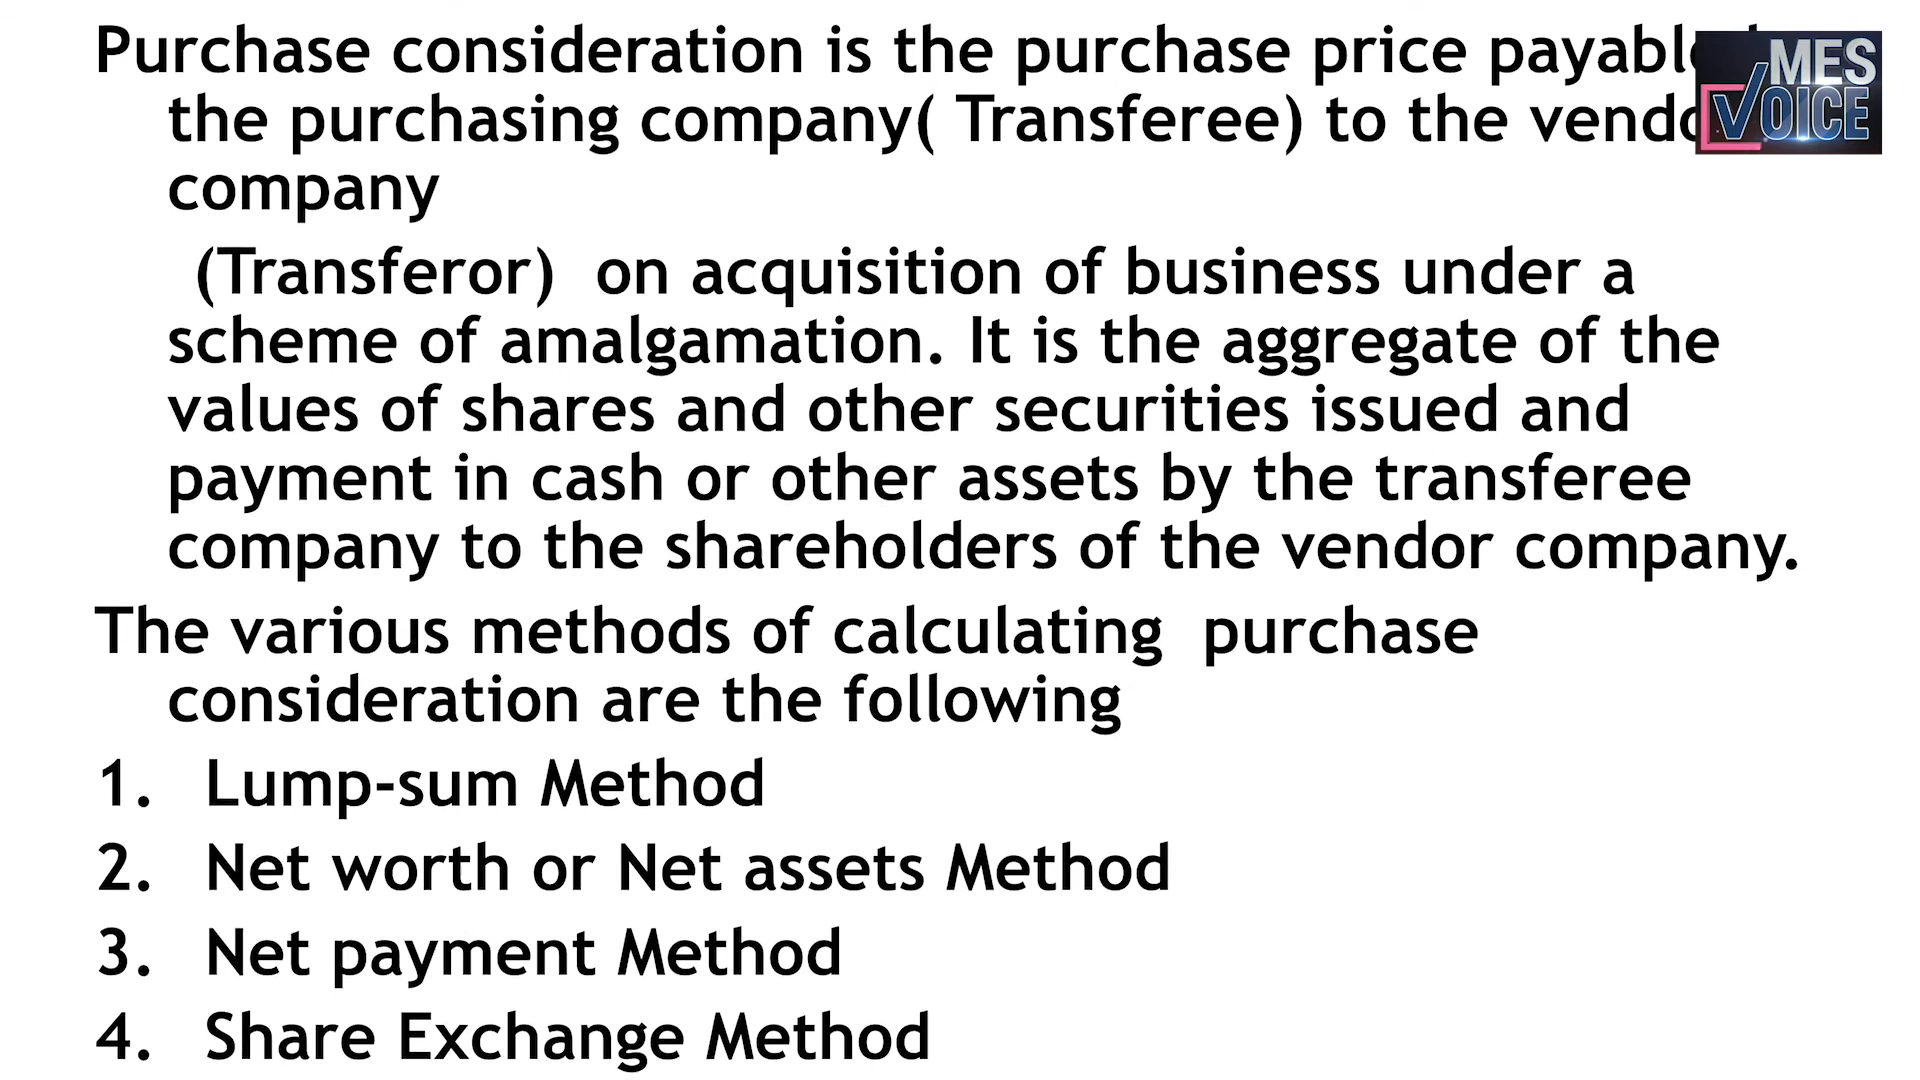 Purchase consideration is the purchase price payable
the purchasing company( Transferee) to the vendor
company
(Transferor) on acquisition of business under a
scheme of amalgamation. It is the aggregate of the
values of shares and other securities issued and
payment in cash or other assets by the transferee
company to the shareholders of the vendor company.
The various methods of calculating purchase
consideration are the following
1. Lump-sum Method
2. Net worth or Net assets Method
3. Net payment Method
4. Share Exchange Method
MES
VOICE